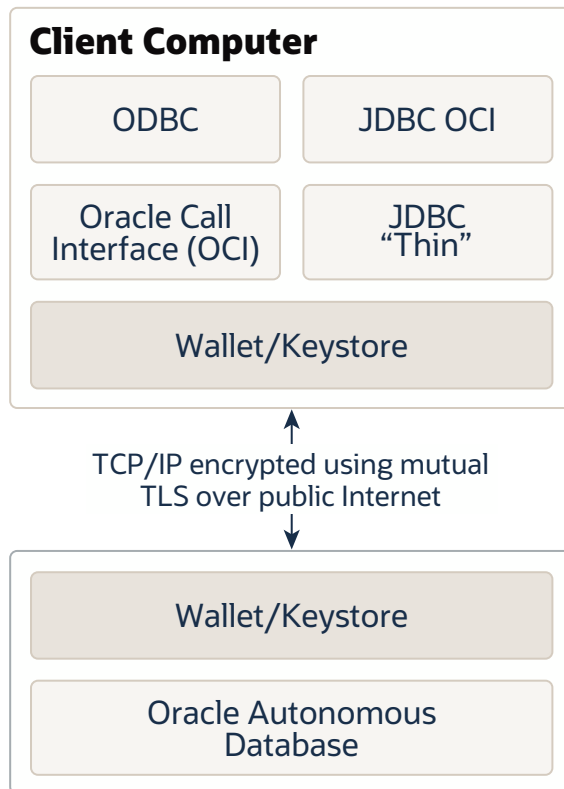 Client Computer
ODBC
JDBC OCI
Oracle Call
Interface (OCI)
JDBC
“Thin”
Wallet/Keystore
TCP/IP encrypted using mutual
TLS over public Internet
Wallet/Keystore
Oracle Autonomous
Database